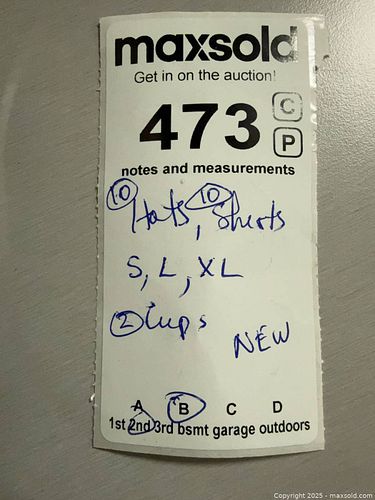 maxsold
Get in on the auction!
473 C
P
notes and measurements
10 Hats, 10 Shirts
S, L, XL
2 Cups
NEW
A B C D
1st 2nd 3rd bsmt garage outdoors
Copyright 2025 - maxsold.com